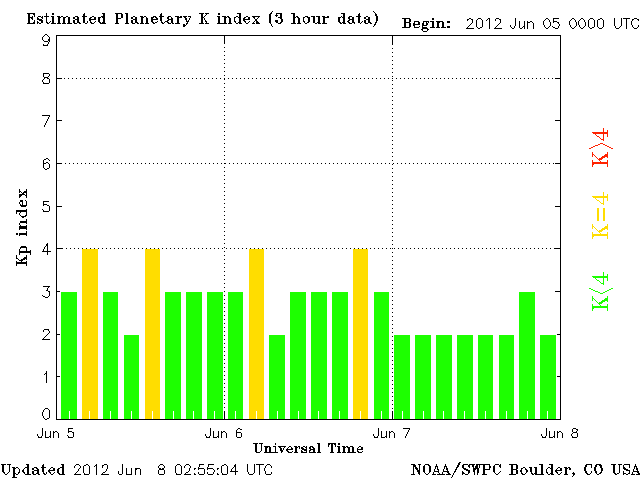 Estimated Planetary K index (3 hour data) Begin: 2012 Jun 05 0000 UTC
9
8
7
6
5
4
3
2
1
0
Kp index
K>4
K=4
K<4
Jun 5 Jun 6 Jun 7 Jun 8
Universal Time
Updated 2012 Jun 8 02:55:04 UTC NOAA/SWPC Boulder, CO USA